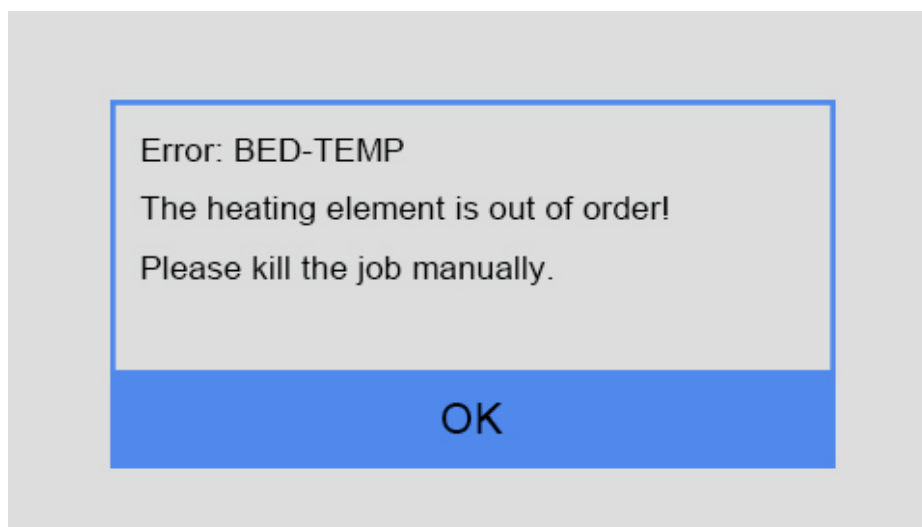 Error: BED-TEMP
The heating element is out of order!
Please kill the job manually.
OK